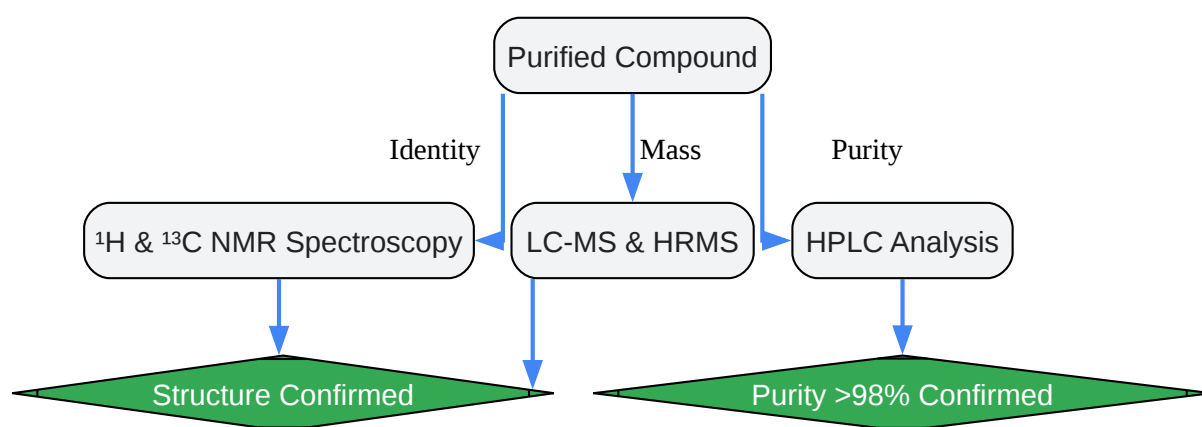 Purified Compound
Identity
Mass
Purity
¹H & ¹³C NMR Spectroscopy
LC-MS & HRMS
HPLC Analysis
Structure Confirmed
Purity >98% Confirmed